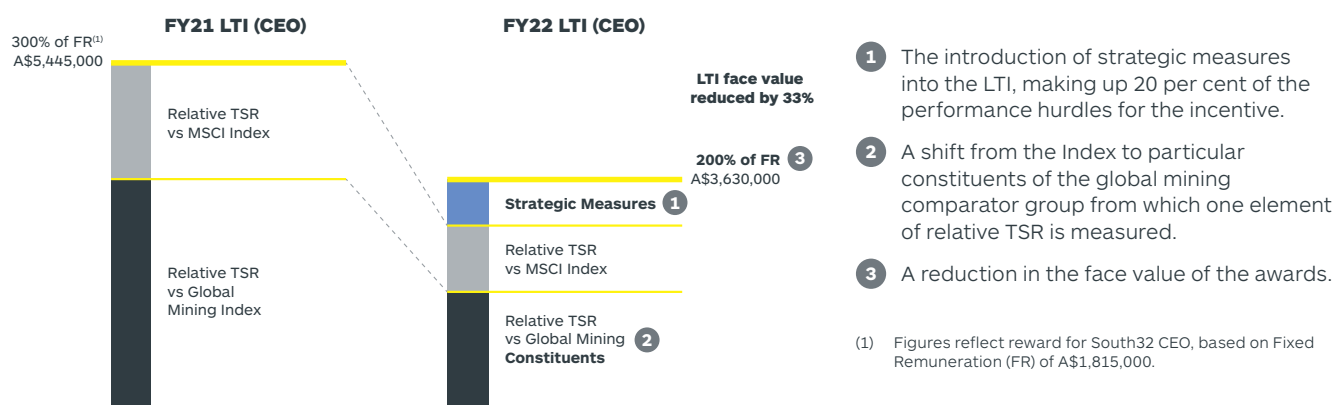 FY21 LTI (CEO)
300% of FR(1)
A$5,445,000
Relative TSR
vs MSCI Index
Relative TSR
vs Global
Mining Index
FY22 LTI (CEO)
LTI face value
reduced by 33%
200% of FR 3
A$3,630,000
Strategic Measures 1
Relative TSR
vs MSCI Index
Relative TSR
vs Global Mining 2
Constituents
1 The introduction of strategic measures
into the LTI, making up 20 per cent of the
performance hurdles for the incentive.
2 A shift from the Index to particular
constituents of the global mining
comparator group from which one element
of relative TSR is measured.
3 A reduction in the face value of the awards.
(1) Figures reflect reward for South32 CEO, based on Fixed
Remuneration (FR) of A$1,815,000.